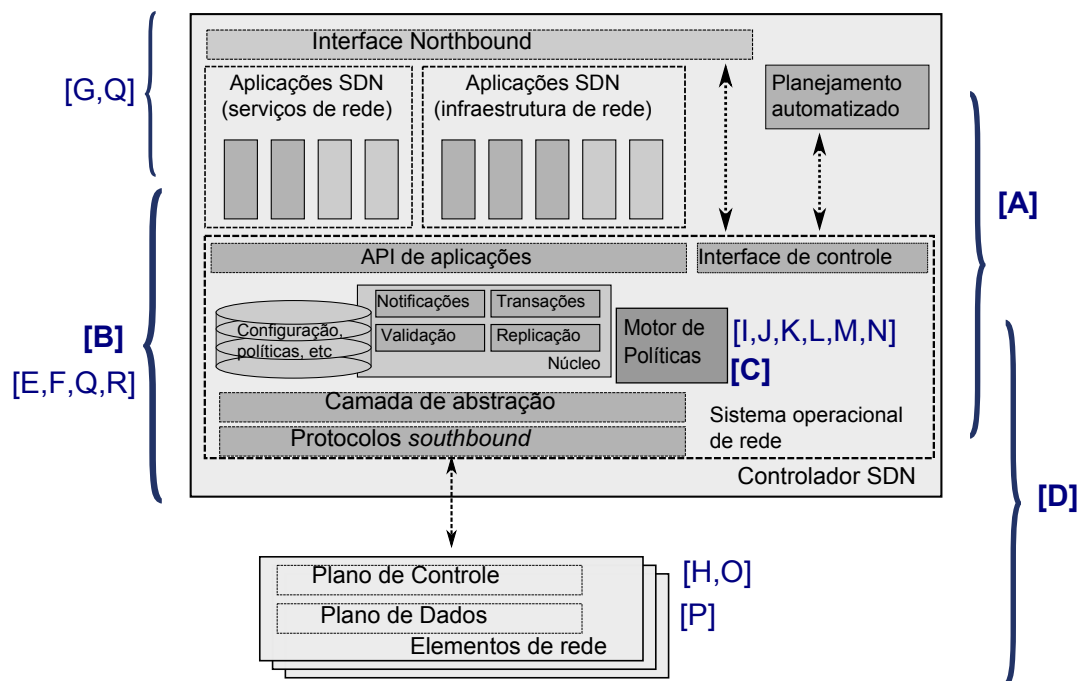 Interface Northbound
[G,Q]
Aplicações SDN
(serviços de rede)
Aplicações SDN
(infraestrutura de rede)
Planejamento
automatizado
[A]
API de aplicações
Interface de controle
Notificações
Transações
Validação
Replicação
Núcleo
Configuração,
políticas, etc
Motor de
Políticas
[I,J,K,L,M,N]
[C]
[B]
[E,F,Q,R]
Camada de abstração
Protocolos southbound
Sistema operacional
de rede
Controlador SDN
[D]
Plano de Controle
Plano de Dados
Elementos de rede
[H,O]
[P]